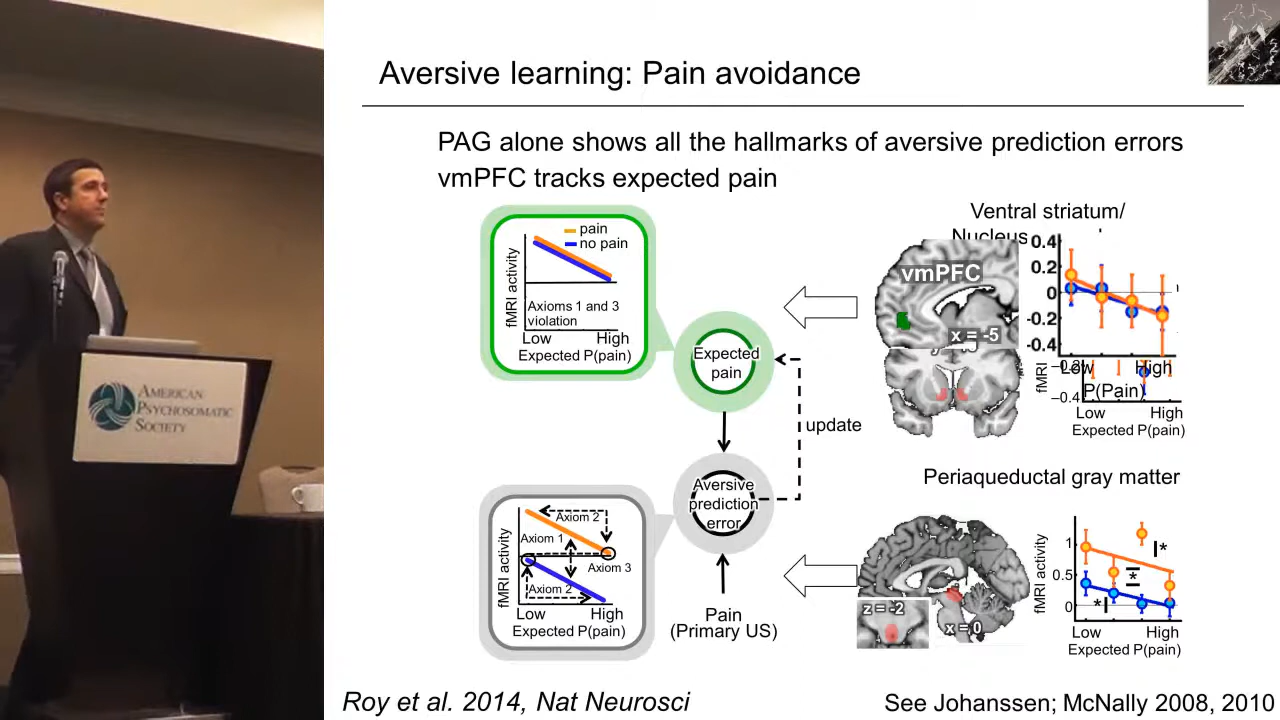 Aversive learning: Pain avoidance
PAG alone shows all the hallmarks of aversive prediction errors
vmPFC tracks expected pain
pain
no pain
fMRI activity
Axioms 1 and 3
violation
Low High
Expected P(pain)
Expected
pain
update
Aversive
prediction
error
Pain
(Primary US)
Axiom 2
Axiom 1
Axiom 3
Axiom 2
fMRI activity
Low High
Expected P(pain)
Ventral striatum/
Nucleus
vmPFC
x = -5
0.4
0.2
0
-0.2
-0.4
fMRI
Low High
P(Pain)
−0.4
Low High
Expected P(pain)
Periaqueductal gray matter
z = -2
x = 0
fMRI activity
1
0.5
0
*
*
*
Low High
Expected P(pain)
Roy et al. 2014, Nat Neurosci
See Johanssen; McNally 2008, 2010
AMERICAN
PSYCHOSOMATIC
SOCIETY